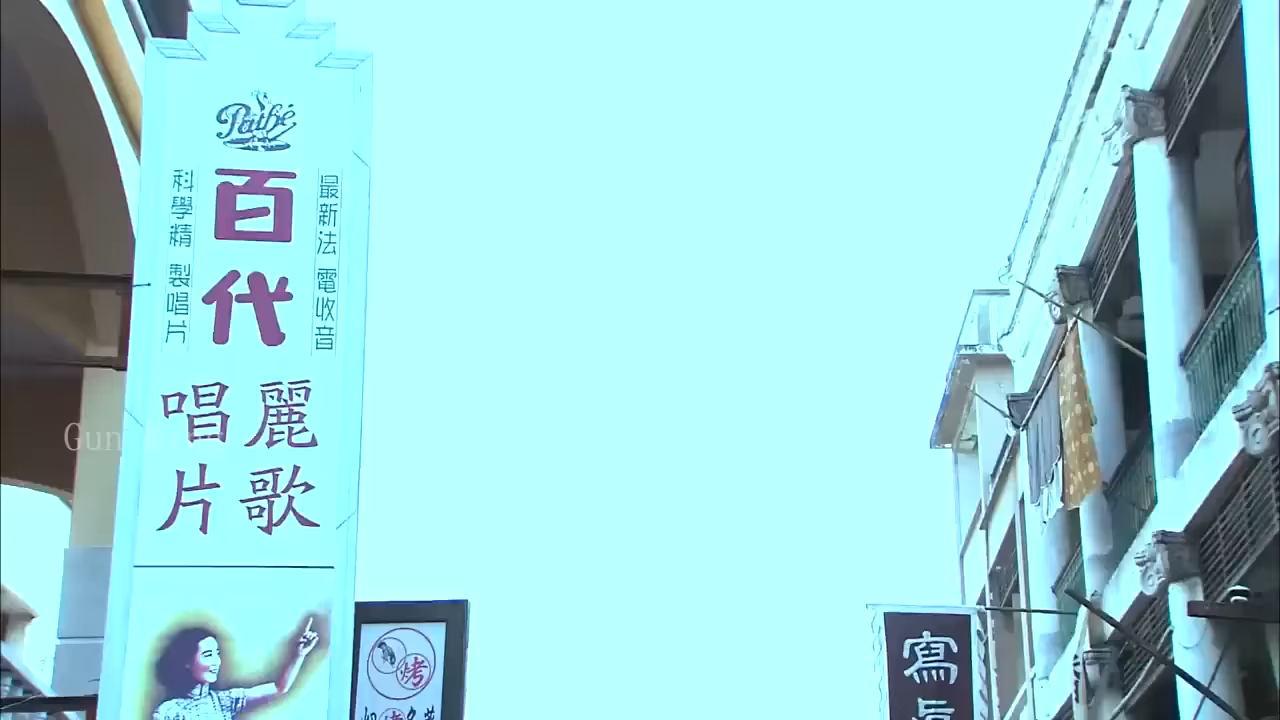 Pathé
百代
最新法 電收音
科學精 製唱片
麗歌
唱片
烤
寫眞